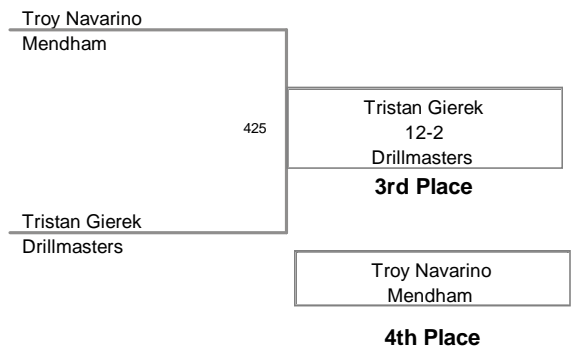 Troy Navarino
Mendham
Tristan Gierek
425
12-2
Drillmasters
3rd Place
Tristan Gierek
Drillmasters
Troy Navarino
Mendham
4th Place